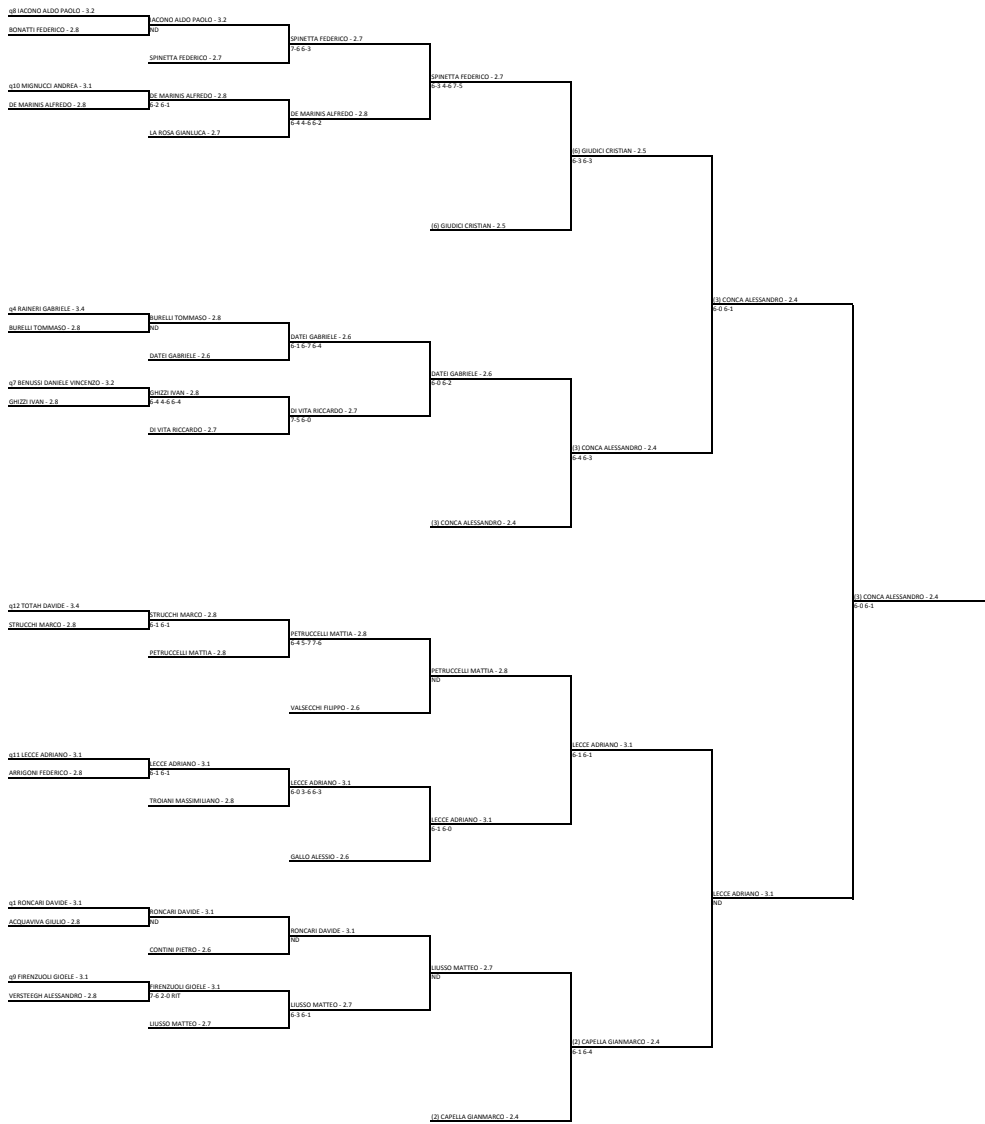 q8 IACONO ALDO PAOLO - 3.2
IACONO ALDO PAOLO - 3.2
BONATTI FEDERICO - 2.8
ND
SPINETTA FEDERICO - 2.7
7-6 6-3
SPINETTA FEDERICO - 2.7
SPINETTA FEDERICO - 2.7
6-3 4-6 7-5
q10 MIGNUCCI ANDREA - 3.1
DE MARINIS ALFREDO - 2.8
DE MARINIS ALFREDO - 2.8
6-2 6-1
DE MARINIS ALFREDO - 2.8
6-4 4-6 6-2
LA ROSA GIANLUCA - 2.7
(6) GIUDICI CRISTIAN - 2.5
6-3 6-3
(6) GIUDICI CRISTIAN - 2.5
(3) CONCA ALESSANDRO - 2.4
6-0 6-1
q4 RAINERI GABRIELE - 3.4
BURELLI TOMMASO - 2.8
BURELLI TOMMASO - 2.8
ND
DATEI GABRIELE - 2.6
6-1 6-7 6-4
DATEI GABRIELE - 2.6
DATEI GABRIELE - 2.6
6-0 6-2
q7 BENUSSI DANIELE VINCENZO - 3.2
GHIZZI IVAN - 2.8
GHIZZI IVAN - 2.8
6-4 4-6 6-4
DI VITA RICCARDO - 2.7
7-5 6-0
DI VITA RICCARDO - 2.7
(3) CONCA ALESSANDRO - 2.4
6-4 6-3
(3) CONCA ALESSANDRO - 2.4
(3) CONCA ALESSANDRO - 2.4
6-0 6-1
q12 TOTAH DAVIDE - 3.4
STRUCCHI MARCO - 2.8
STRUCCHI MARCO - 2.8
6-1 6-1
PETRUCCELLI MATTIA - 2.8
6-4 5-7 7-6
PETRUCCELLI MATTIA - 2.8
PETRUCCELLI MATTIA - 2.8
ND
VALSECCHI FILIPPO - 2.6
LECCE ADRIANO - 3.1
6-1 6-1
q11 LECCE ADRIANO - 3.1
LECCE ADRIANO - 3.1
ARRIGONI FEDERICO - 2.8
6-1 6-1
LECCE ADRIANO - 3.1
6-0 3-6 6-3
TROIANI MASSIMILIANO - 2.8
LECCE ADRIANO - 3.1
6-1 6-0
GALLO ALESSIO - 2.6
LECCE ADRIANO - 3.1
ND
q1 RONCARI DAVIDE - 3.1
RONCARI DAVIDE - 3.1
ACQUAVIVA GIULIO - 2.8
ND
RONCARI DAVIDE - 3.1
ND
CONTINI PIETRO - 2.6
LIUSSO MATTEO - 2.7
ND
q9 FIRENZUOLI GIOELE - 3.1
FIRENZUOLI GIOELE - 3.1
VERSTEEGH ALESSANDRO - 2.8
7-6 2-0 RIT
LIUSSO MATTEO - 2.7
6-3 6-1
LIUSSO MATTEO - 2.7
(2) CAPELLA GIANMARCO - 2.4
6-1 6-4
(2) CAPELLA GIANMARCO - 2.4